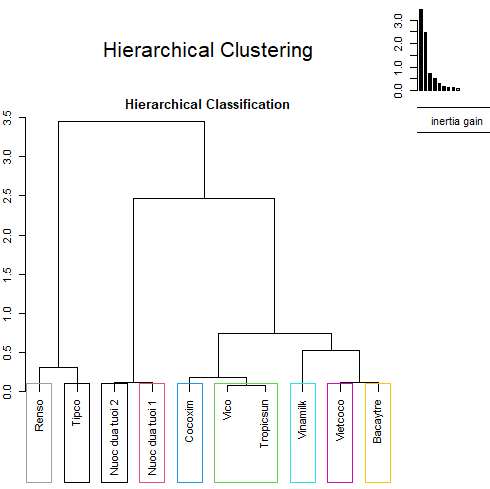 Hierarchical Clustering
3.0
2.0
1.0
0.0
inertia gain
Hierarchical Classification
3.5
3.0
2.5
2.0
1.5
1.0
0.5
0.0
Renso
Tipco
Nuoc dua tuoi 2
Nuoc dua tuoi 1
Cocoxim
Vico
Tropicsun
Vinamilk
Vietcoco
Bacaytre